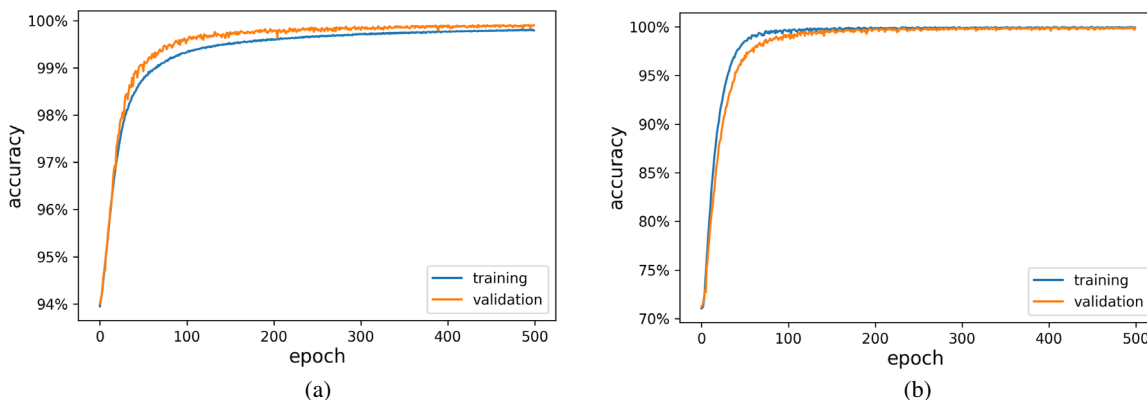 100%
99%
98%
97%
96%
95%
94%
accuracy
training
validation
0 100 200 300 400 500
epoch
(a)
100%
95%
90%
85%
80%
75%
70%
accuracy
training
validation
0 100 200 300 400 500
epoch
(b)